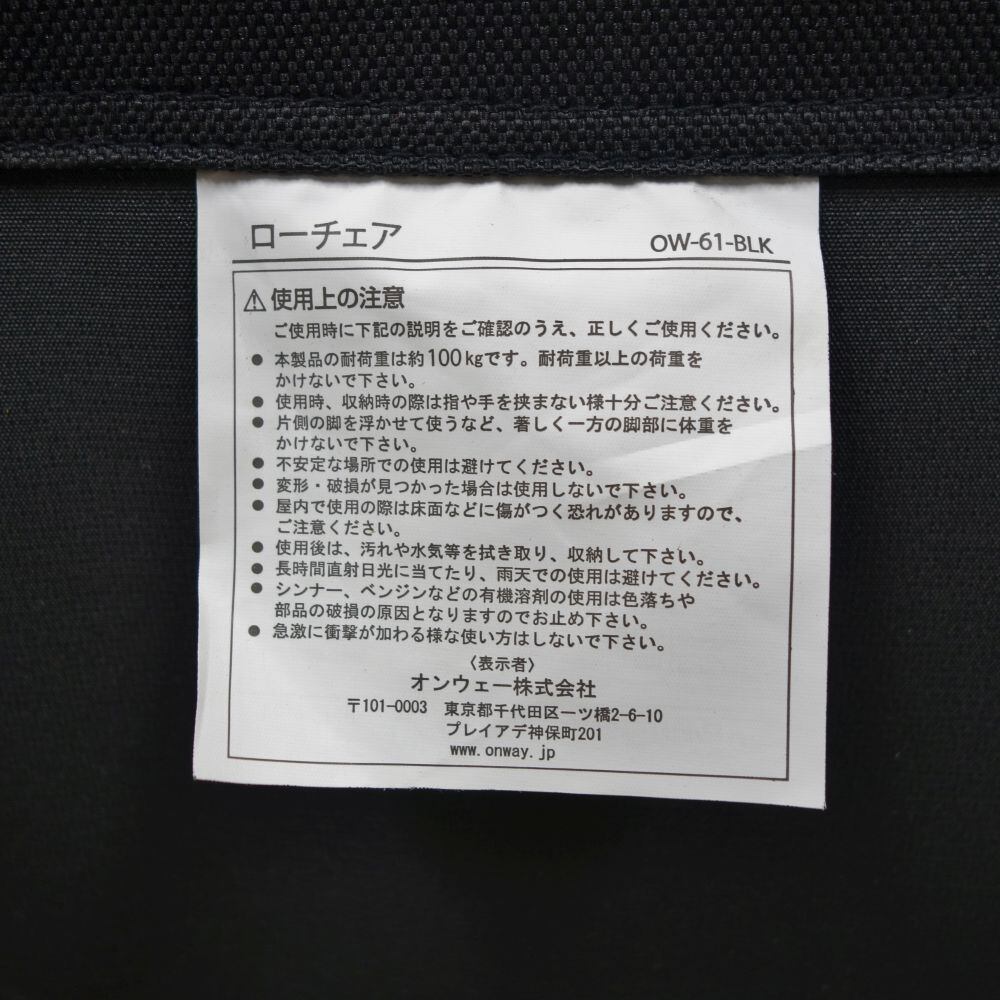 ローチェア OW-61-BLK
⚠使用上の注意
ご使用時に下記の説明をご確認のうえ、正しくご使用ください。
● 本製品の耐荷重は約100kgです。耐荷重以上の荷重を
かけないで下さい。
● 使用時、収納時の際は指や手を挟まない様十分ご注意ください。
● 片側の脚を浮かせて使うなど、著しく一方の脚部に体重を
かけないで下さい。
● 不安定な場所での使用は避けてください。
● 変形・破損が見つかった場合は使用しないで下さい。
● 屋内で使用の際は床面などに傷がつく恐れがありますので、
ご注意ください。
● 使用後は、汚れや水気等を拭き取り、収納して下さい。
● 長時間直射日光に当てたり、雨天での使用は避けてください。
● シンナー、ベンジンなどの有機溶剤の使用は色落ちや
部品の破損の原因となりますのでお止め下さい。
● 急激に衝撃が加わる様な使い方はしないで下さい。
〈表示者〉
オンウェー株式会社
〒101-0003 東京都千代田区一ツ橋2-6-10
プレイアデ神保町201
www.onway.jp